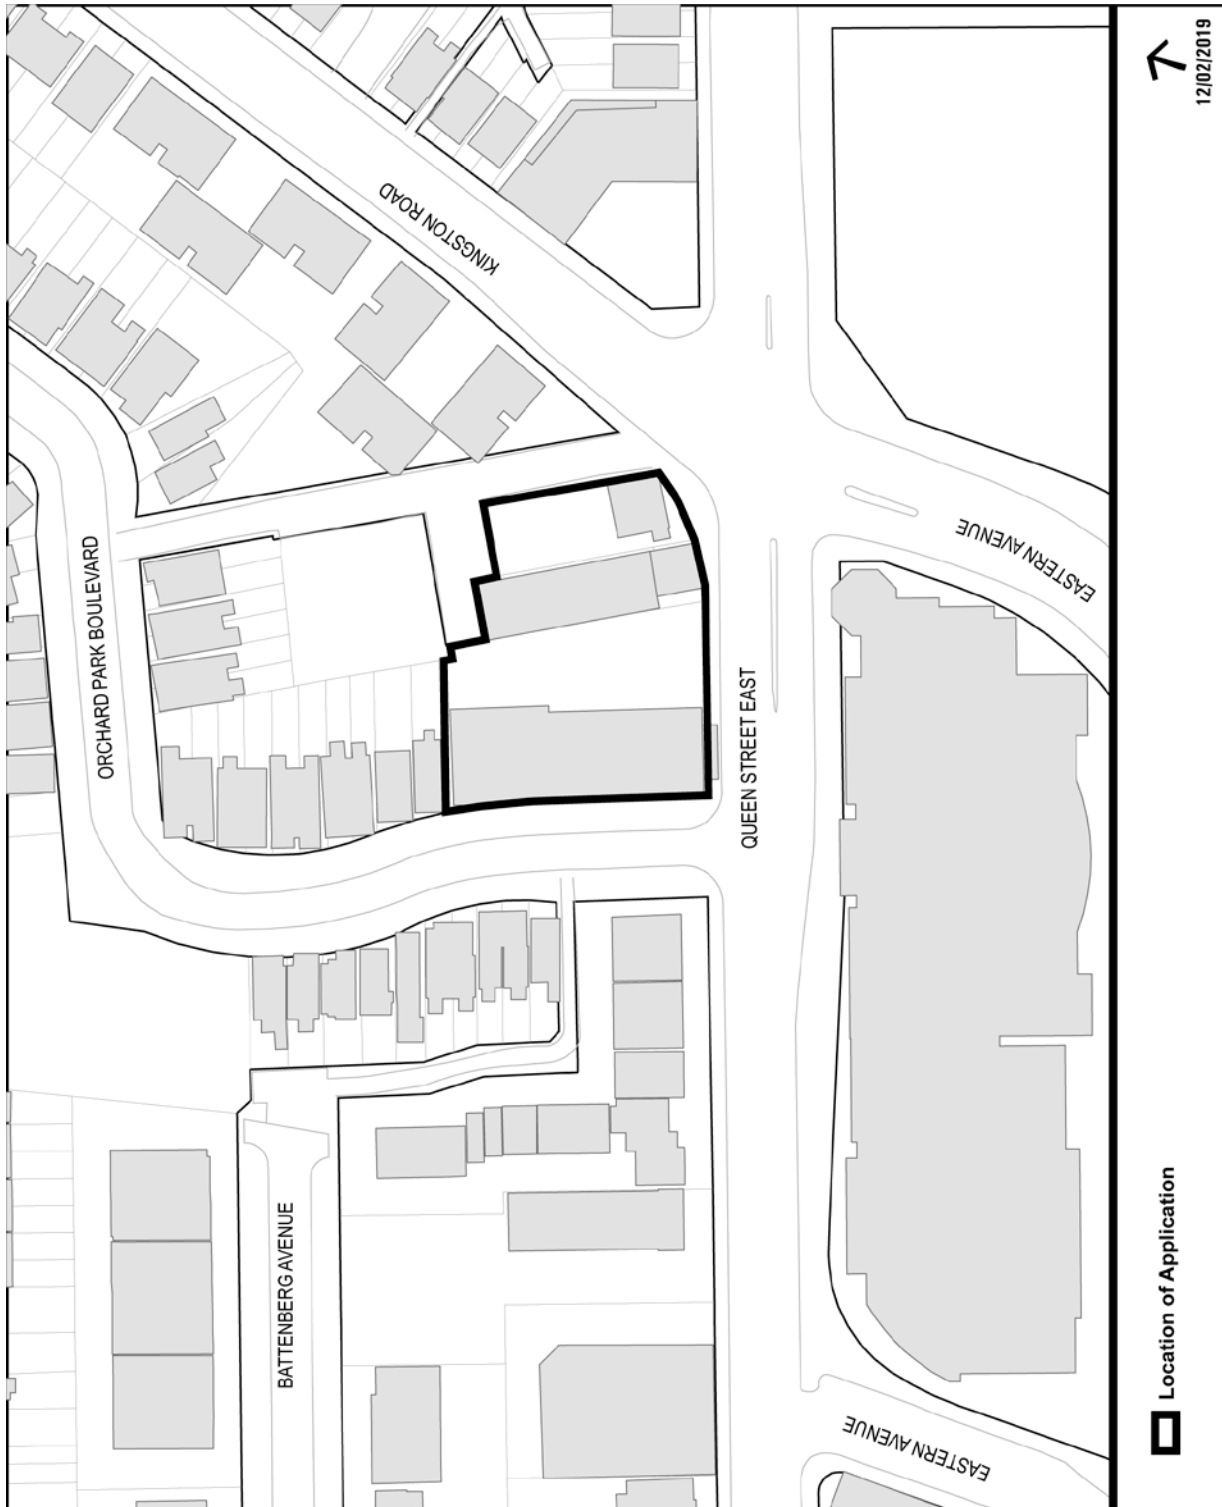 KINGSTON ROAD
ORCHARD PARK BOULEVARD
EASTERN AVENUE
QUEEN STREET EAST
BATTENBERG AVENUE
EASTERN AVENUE
Location of Application
12/02/2019